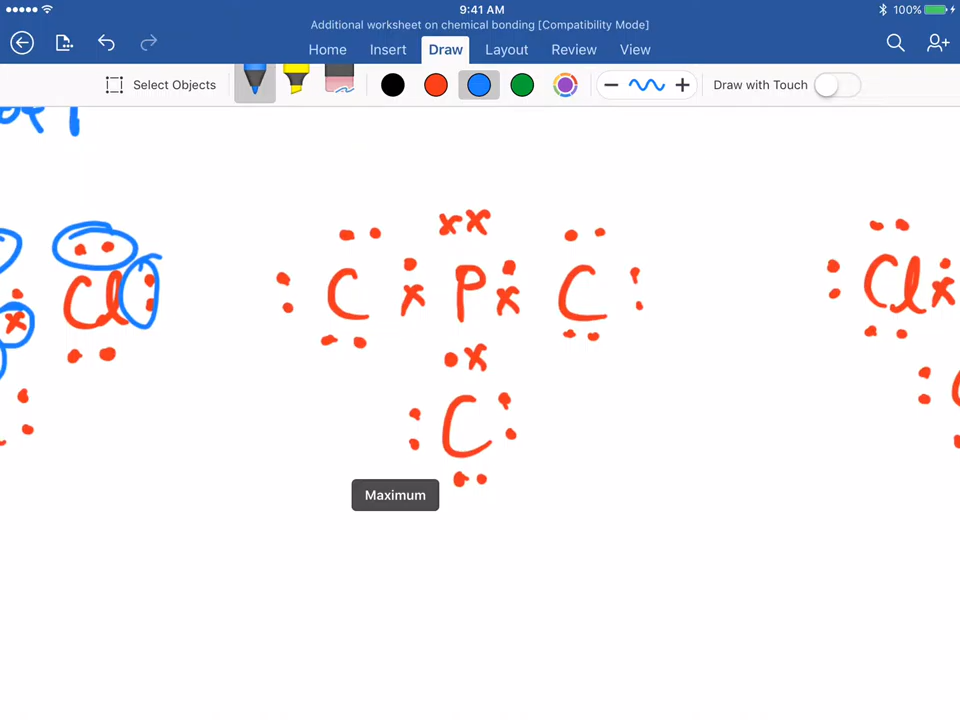 9:41 AM
100%
Additional worksheet on chemical bonding [Compatibility Mode]
Home Insert Draw Layout Review View
Select Objects
Draw with Touch
Cl
C x P x C
xx
x
C
Cl x
x
Maximum